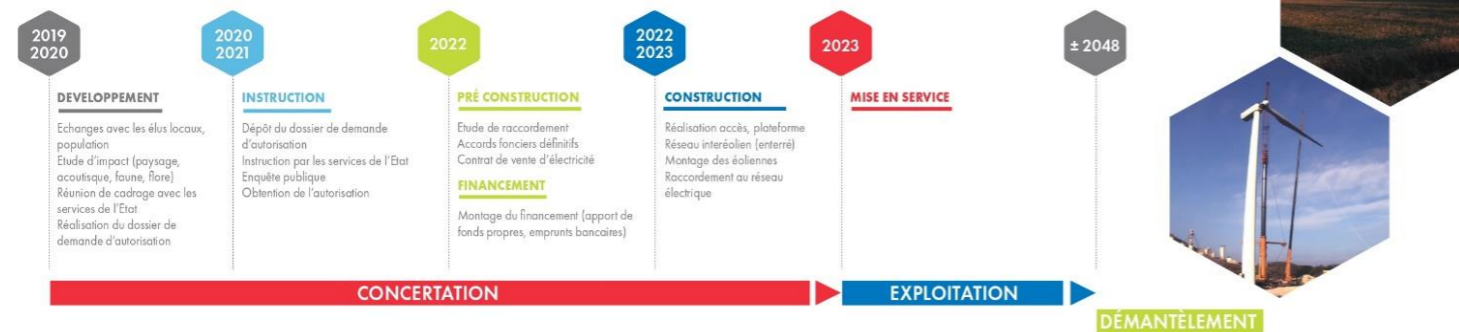 2019
2020
DEVELOPPEMENT
Echanges avec les élus locaux,
population
Etude d'impact (paysage,
acoutisque, faune, flore)
Réunion de cadrage avec les
services de l'Etat
Réalisation du dossier de
demande d'autorisation
2020
2021
INSTRUCTION
Dépôt du dossier de demande
d'autorisation
Instruction par les services de l'Etat
Enquête publique
Obtention de l'autorisation
2022
PRÉ CONSTRUCTION
Etude de raccordement
Accords fonciers définitifs
Contrat de vente d'électricité
FINANCEMENT
Montage du financement (apport de
fonds propres, emprunts bancaires)
2022
2023
CONSTRUCTION
Réalisation accès, plateforme
Réseau interéolien (enterré)
Montage des éoliennes
Raccordement au réseau
électrique
2023
MISE EN SERVICE
± 2048
CONCERTATION
EXPLOITATION
DÉMANTÈLEMENT